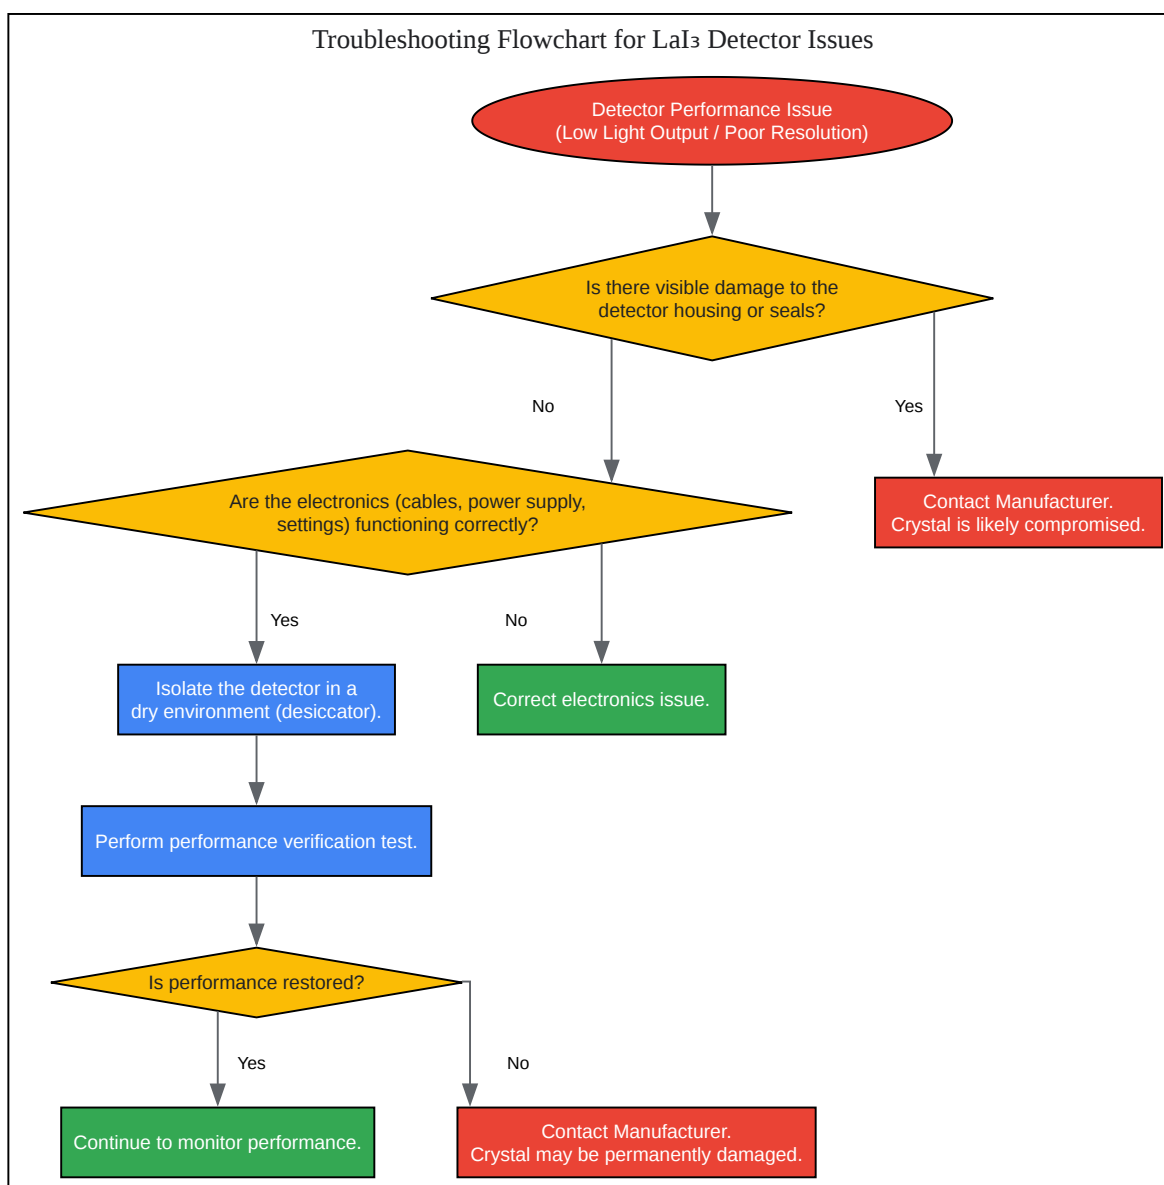 Troubleshooting Flowchart for LaI₃ Detector Issues
Detector Performance Issue
(Low Light Output / Poor Resolution)
Is there visible damage to the
detector housing or seals?
No
Yes
Are the electronics (cables, power supply,
settings) functioning correctly?
Contact Manufacturer.
Crystal is likely compromised.
Yes
No
Isolate the detector in a
dry environment (desiccator).
Correct electronics issue.
Perform performance verification test.
Is performance restored?
Yes
No
Continue to monitor performance.
Contact Manufacturer.
Crystal may be permanently damaged.